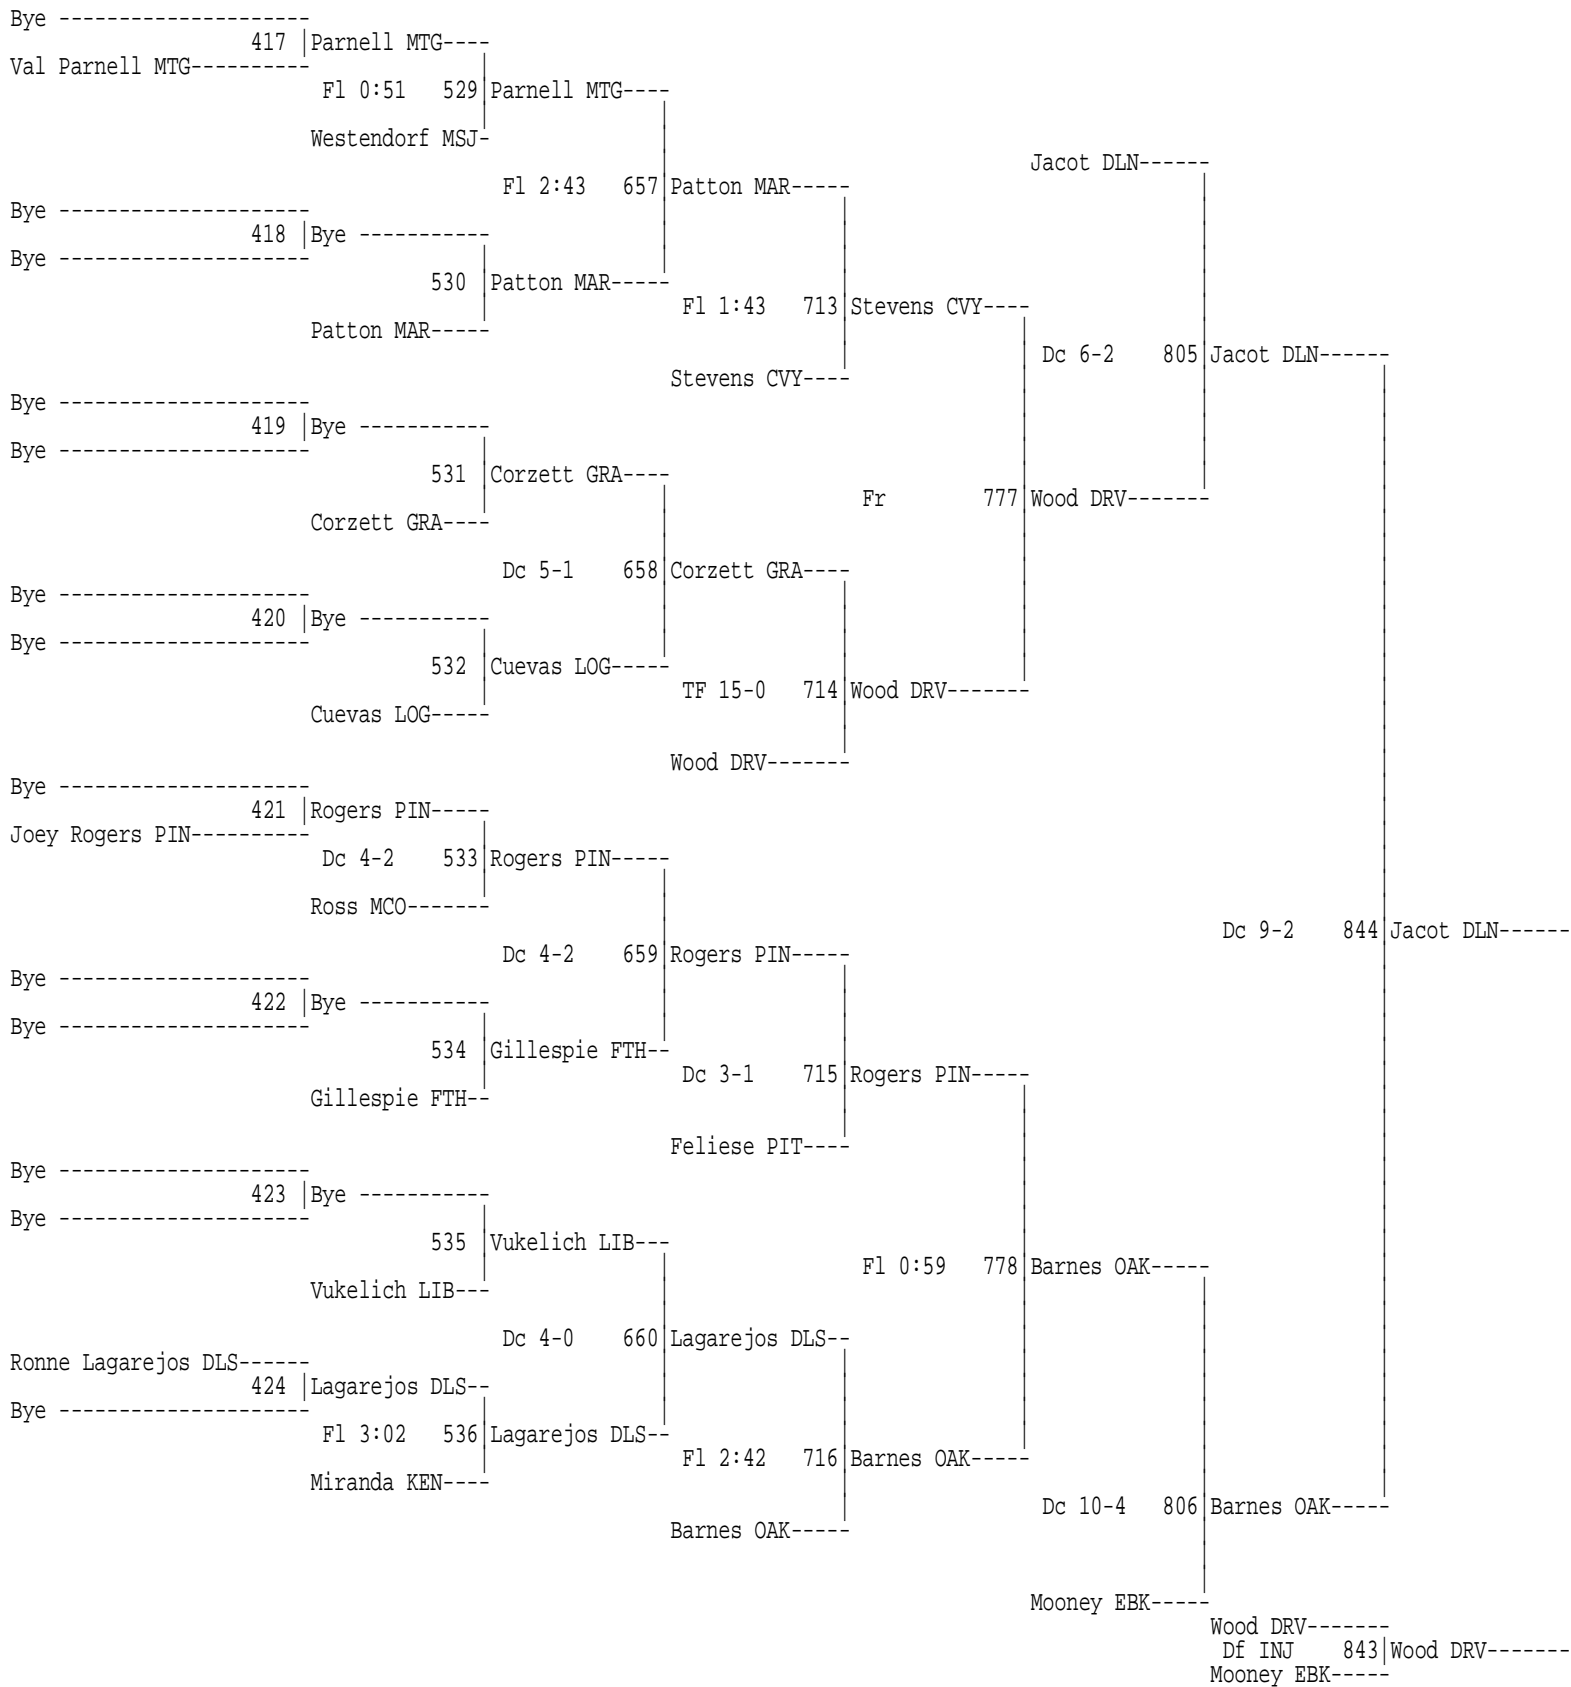 Bye ---------------------
417 |Parnell MTG----
Val Parnell MTG----------
Fl 0:51 529|Parnell MTG----
Westendorf MSJ-
Jacot DLN------
Fl 2:43 657|Patton MAR-----
Bye ---------------------
418 |Bye -----------
Bye ---------------------
530 |Patton MAR-----
Fl 1:43 713|Stevens CVY----
Patton MAR-----
Dc 6-2 805|Jacot DLN------
Stevens CVY----
Bye ---------------------
419 |Bye -----------
Bye ---------------------
531 |Corzett GRA----
Fr 777|Wood DRV-------
Corzett GRA----
Dc 5-1 658|Corzett GRA----
Bye ---------------------
420 |Bye -----------
Bye ---------------------
532 |Cuevas LOG-----
TF 15-0 714|Wood DRV-------
Cuevas LOG-----
Wood DRV-------
Bye ---------------------
421 |Rogers PIN-----
Joey Rogers PIN----------
Dc 4-2 533|Rogers PIN-----
Ross MCO-------
Dc 9-2 844|Jacot DLN------
Dc 4-2 659|Rogers PIN-----
Bye ---------------------
422 |Bye -----------
Bye ---------------------
534 |Gillespie FTH--
Dc 3-1 715|Rogers PIN-----
Gillespie FTH--
Feliese PIT----
Bye ---------------------
423 |Bye -----------
Bye ---------------------
535 |Vukelich LIB---
Fl 0:59 778|Barnes OAK-----
Vukelich LIB---
Dc 4-0 660|Lagarejos DLS--
Ronne Lagarejos DLS------
424 |Lagarejos DLS--
Bye ---------------------
Fl 3:02 536|Lagarejos DLS--
Fl 2:42 716|Barnes OAK-----
Miranda KEN----
Dc 10-4 806|Barnes OAK-----
Barnes OAK-----
Mooney EBK-----
Wood DRV-------
Df INJ 843|Wood DRV-------
Mooney EBK-----